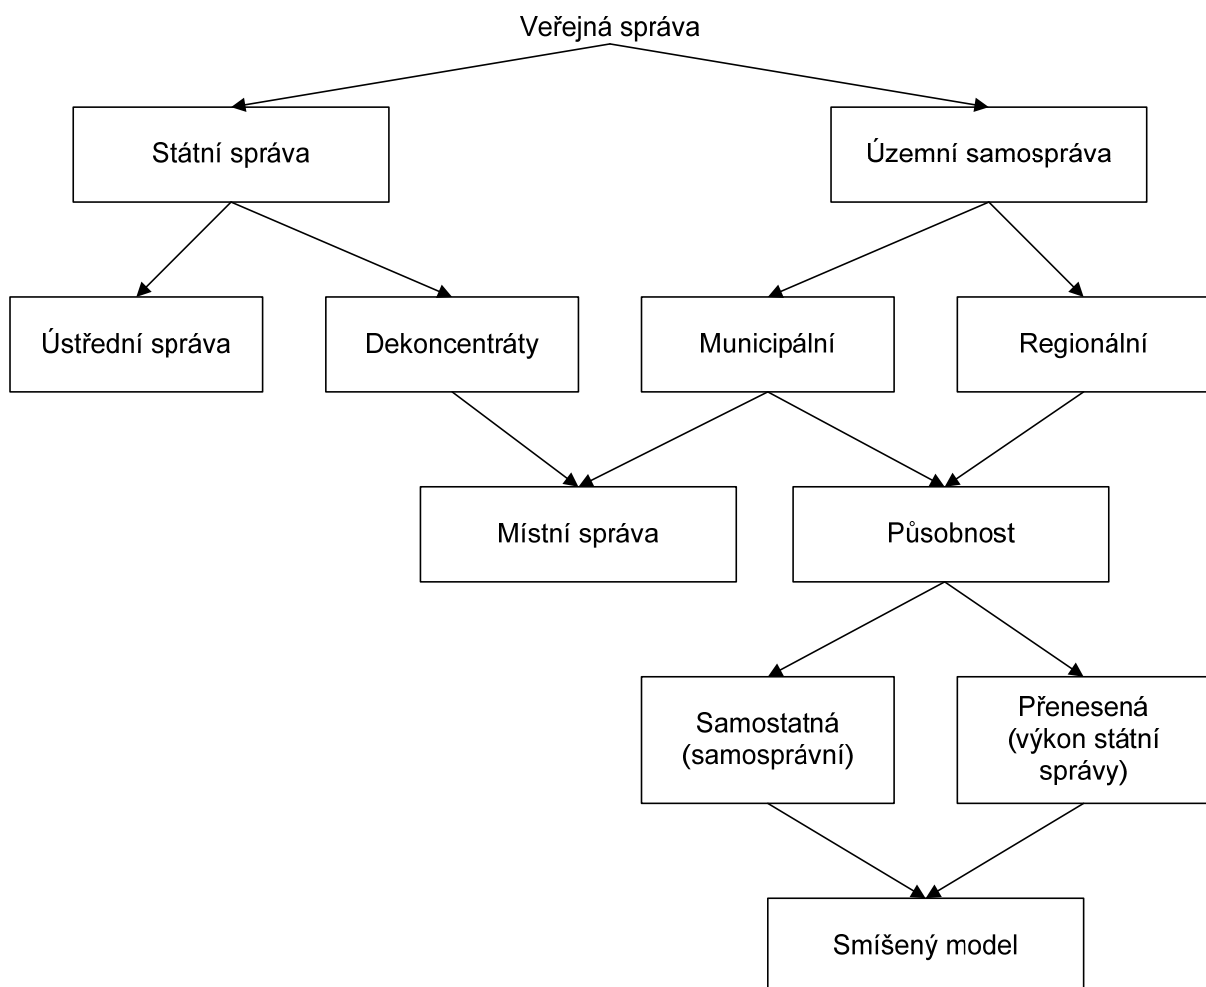 Veřejná správa
Státní správa
Územní samospráva
Ústřední správa
Dekoncentráty
Municipální
Regionální
Místní správa
Působnost
Samostatná
(samosprávní)
Přenesená
(výkon státní
správy)
Smíšený model